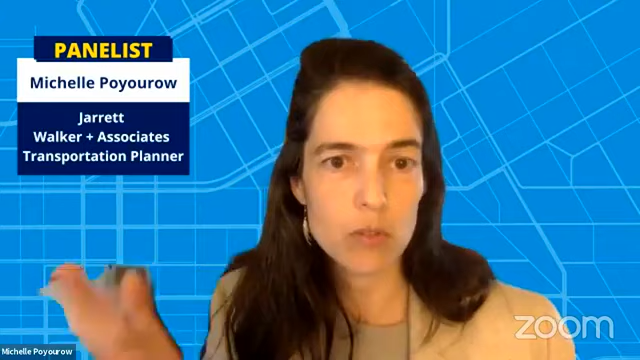 PANELIST
Michelle Poyourow
Jarrett
Walker + Associates
Transportation Planner
Michelle Poyourow
zoom